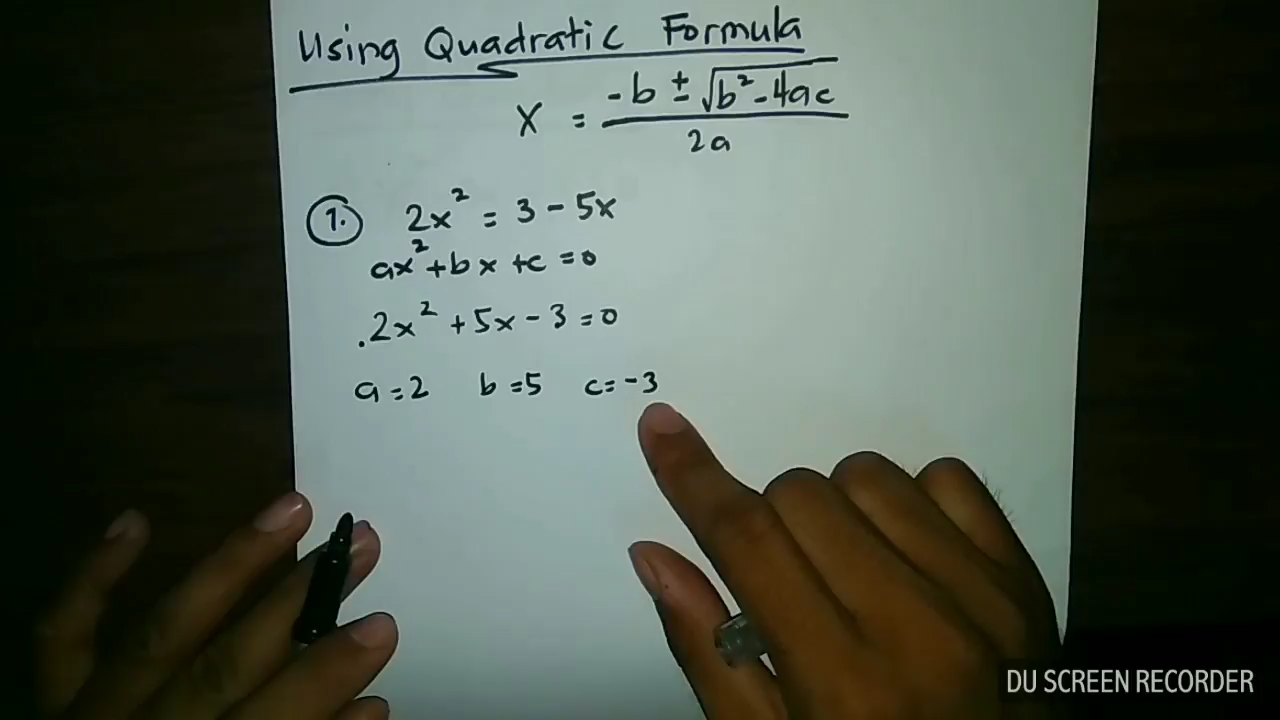 Using Quadratic Formula
x = -b ± √b² - 4ac / 2a
1. 2x² = 3 - 5x
ax² + bx + c = 0
.2x² + 5x - 3 = 0
a = 2 b = 5 c = -3
DU SCREEN RECORDER